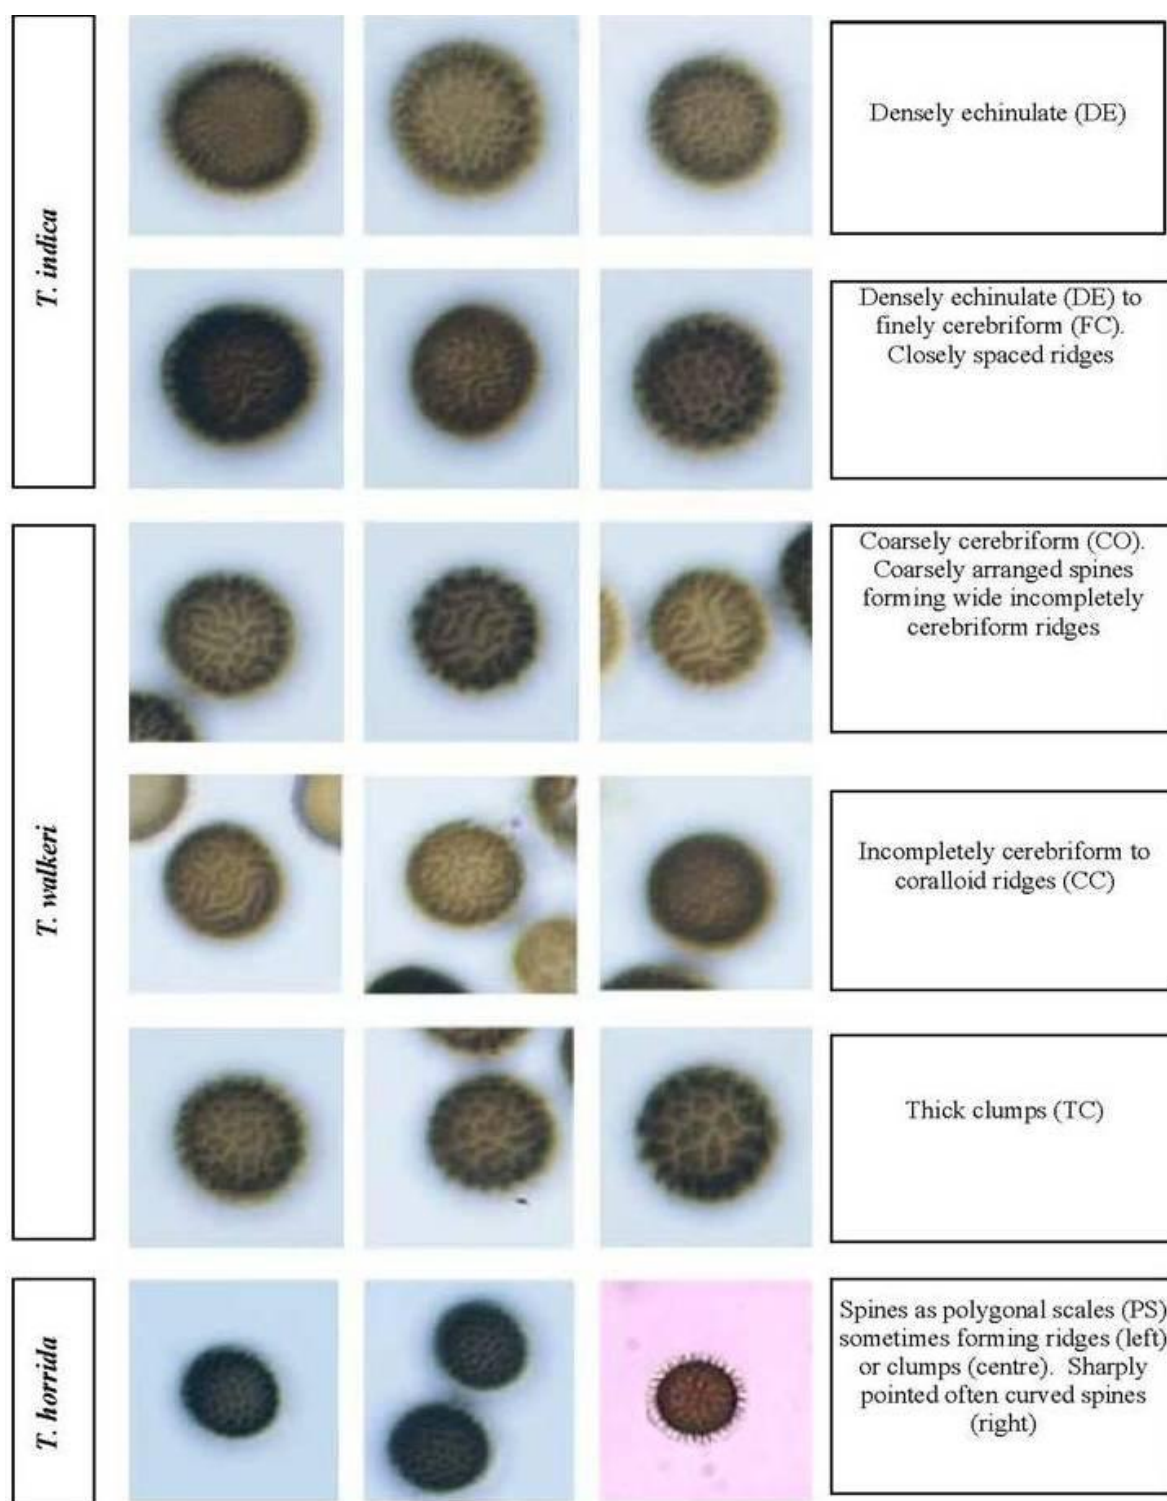 T. indica
Densely echinulate (DE)
Densely echinulate (DE) to
finely cerebriform (FC).
Closely spaced ridges
T. walkeri
Coarsely cerebriform (CO).
Coarsely arranged spines
forming wide incompletely
cerebriform ridges
Incompletely cerebriform to
coralloid ridges (CC)
Thick clumps (TC)
T. horrida
Spines as polygonal scales (PS)
sometimes forming ridges (left)
or clumps (centre). Sharply
pointed often curved spines
(right)